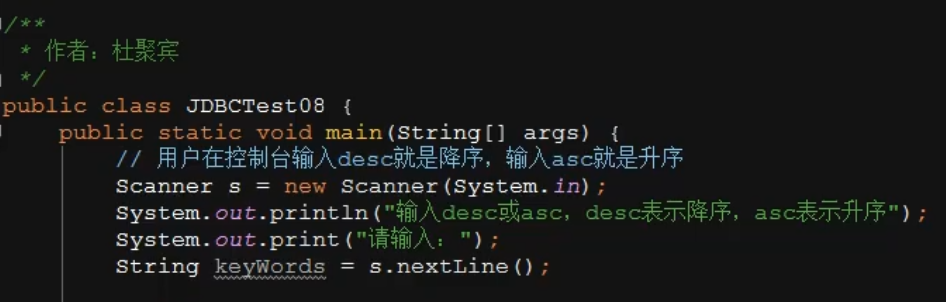 /**
 * 作者：杜聚宾
 */
public class JDBCTest08 {
    public static void main(String[] args) {
        // 用户在控制台输入desc就是降序，输入asc就是升序
        Scanner s = new Scanner(System.in);
        System.out.println("输入desc或asc，desc表示降序，asc表示升序");
        System.out.print("请输入：");
        String keyWords = s.nextLine();